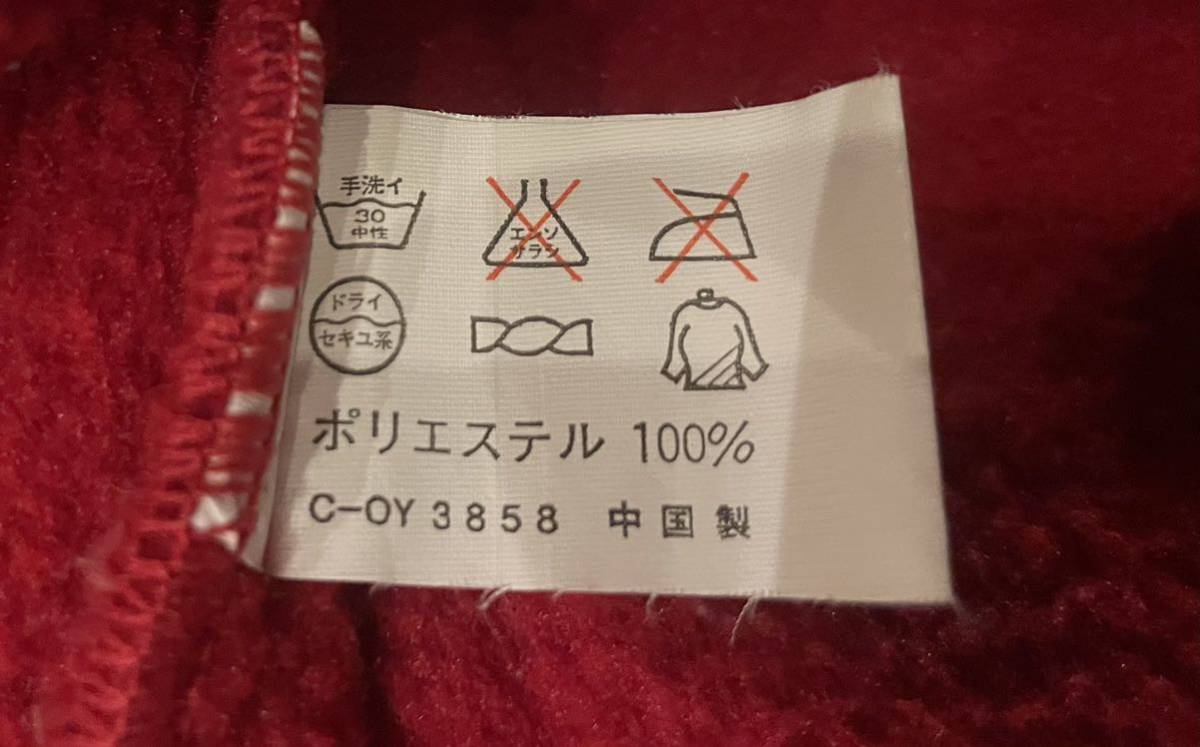 手洗イ
30
中性
エンソ
サラシ
ドライ
セキユ系
ポリエステル 100%
C-OY 3858 中国製